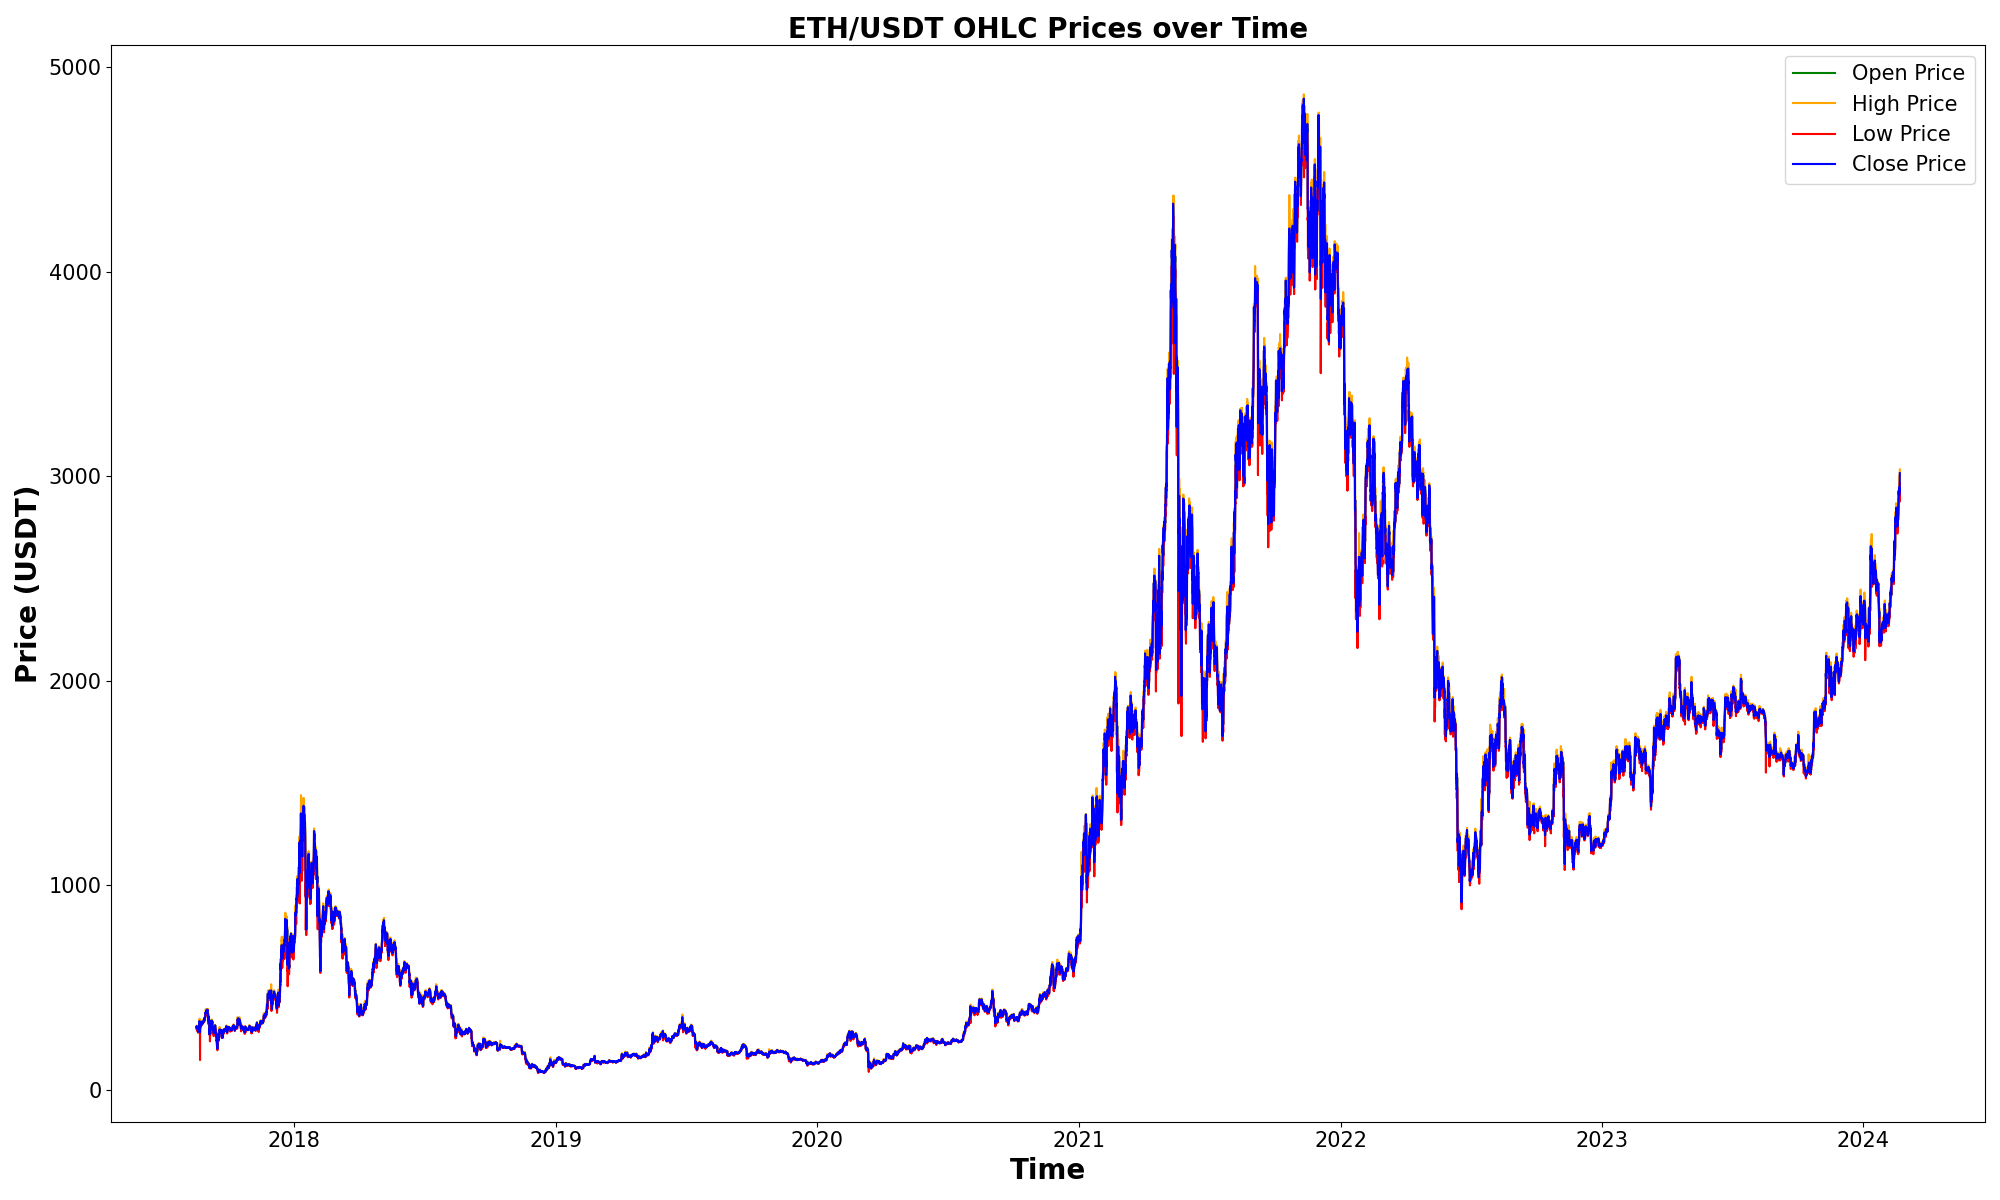 ETH/USDT OHLC Prices over Time
Open Price
High Price
Low Price
Close Price
5000
4000
3000
2000
1000
0
Price (USDT)
2018 2019 2020 2021 2022 2023 2024
Time